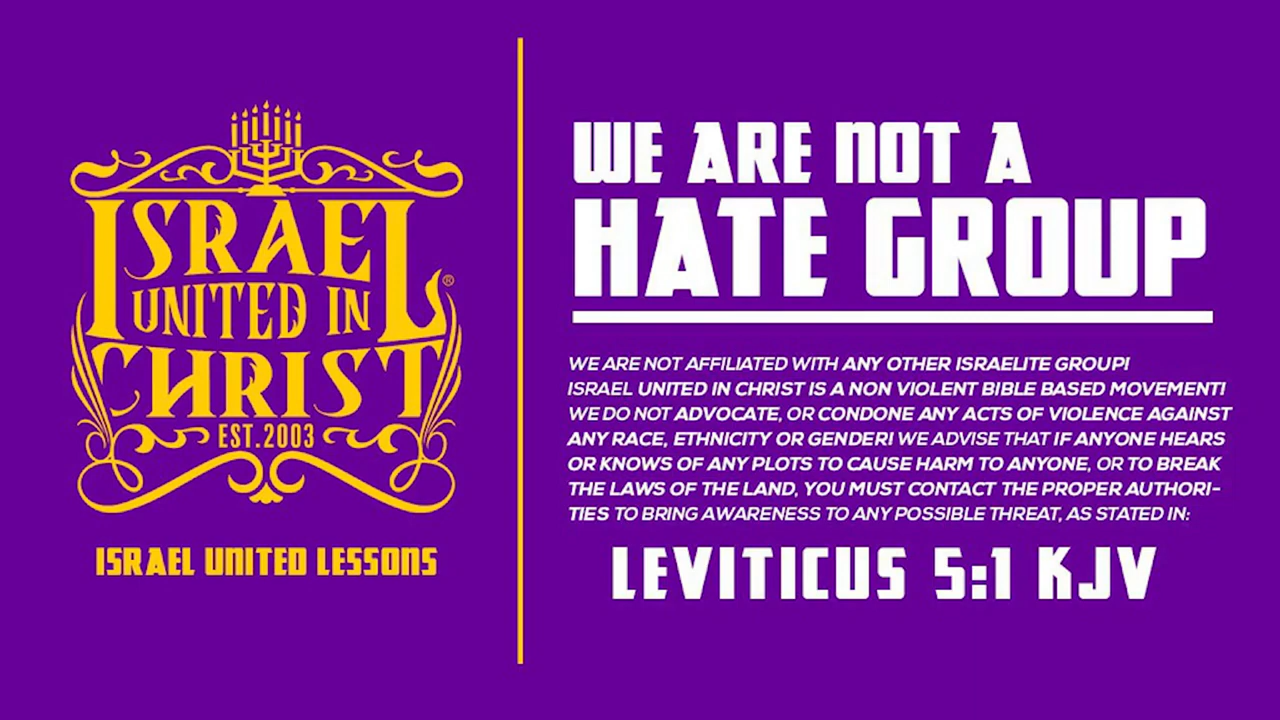 ISRAEL
UNITED IN
CHRIST
®
EST.2003
ISRAEL UNITED LESSONS
WE ARE NOT A
HATE GROUP
WE ARE NOT AFFILIATED WITH ANY OTHER ISRAELITE GROUP!
ISRAEL UNITED IN CHRIST IS A NON VIOLENT BIBLE BASED MOVEMENT!
WE DO NOT ADVOCATE, OR CONDONE ANY ACTS OF VIOLENCE AGAINST
ANY RACE, ETHNICITY OR GENDER! WE ADVISE THAT IF ANYONE HEARS
OR KNOWS OF ANY PLOTS TO CAUSE HARM TO ANYONE, OR TO BREAK
THE LAWS OF THE LAND, YOU MUST CONTACT THE PROPER AUTHORI-
TIES TO BRING AWARENESS TO ANY POSSIBLE THREAT, AS STATED IN:
LEVITICUS 5:1 KJV